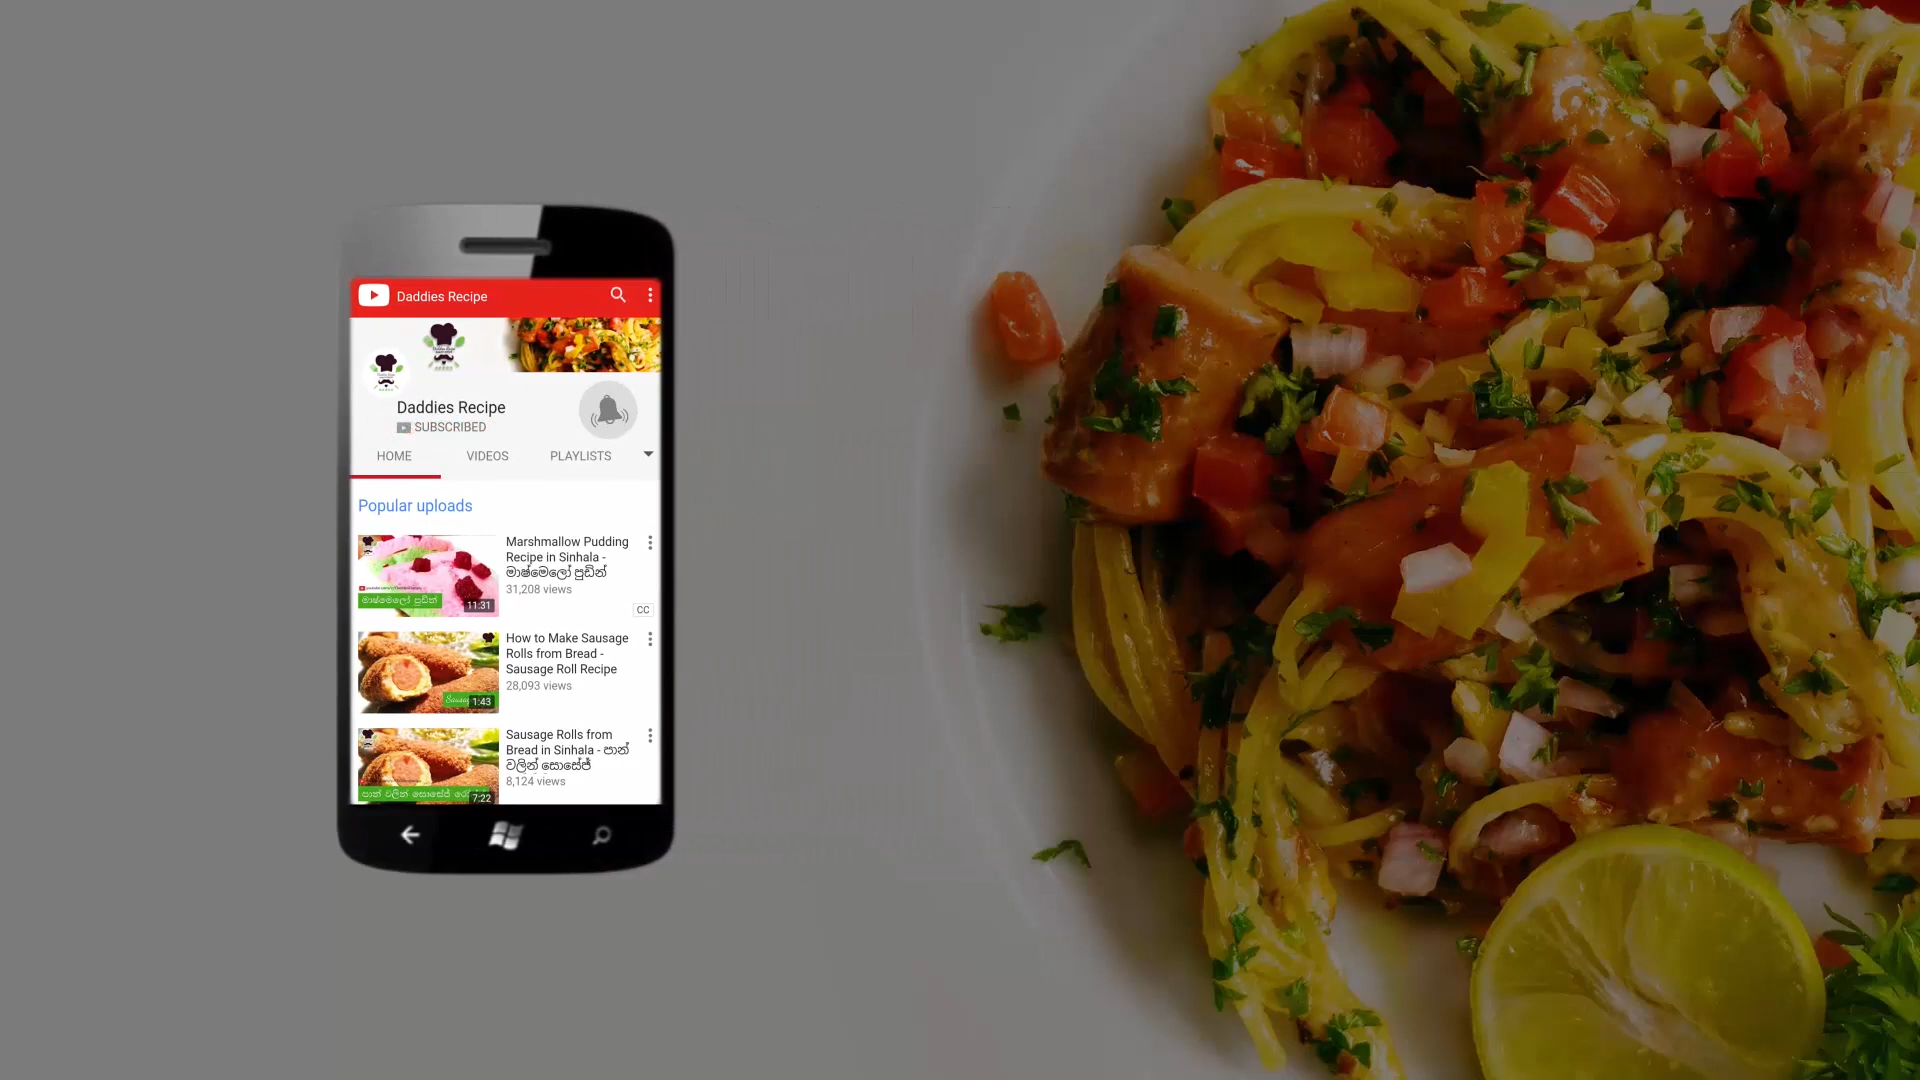 Daddies Recipe
Daddies Recipe
SUBSCRIBED
HOME VIDEOS PLAYLISTS
Popular uploads
Marshmallow Pudding
Recipe in Sinhala -
මාෂ්මෙලෝ පුඩින්
31,208 views
CC
මාෂ්මෙලෝ පුඩින්
11:31
How to Make Sausage
Rolls from Bread -
Sausage Roll Recipe
28,093 views
1:43
Sausage Rolls from
Bread in Sinhala - පාන්
වලින් සොසේජ්
8,124 views
පාන් වලින් සොසේජ්
7:22